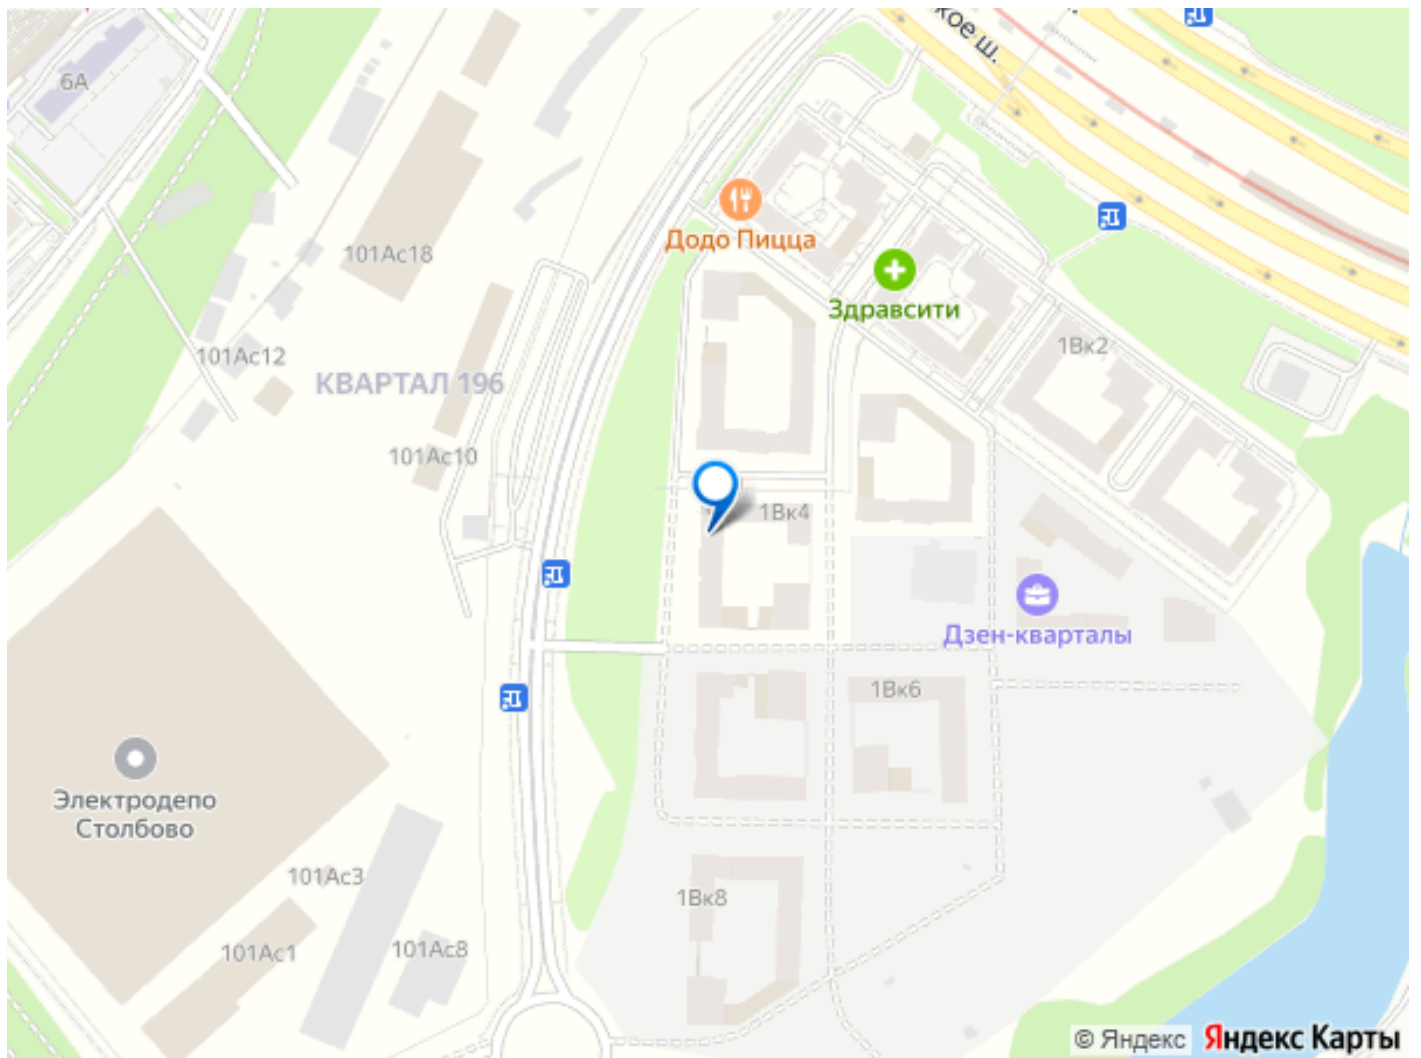 кое ш.
6А
Додо Пицца
101Ас18
Здравсити
1Вк2
101Ас12
КВАРТАЛ 196
101Ас10
1Вк4
Дзен-кварталы
1Вк6
Электродепо
Столбово
101Ас3
1Вк8
101Ас1
101Ас8
© Яндекс Яндекс Карты